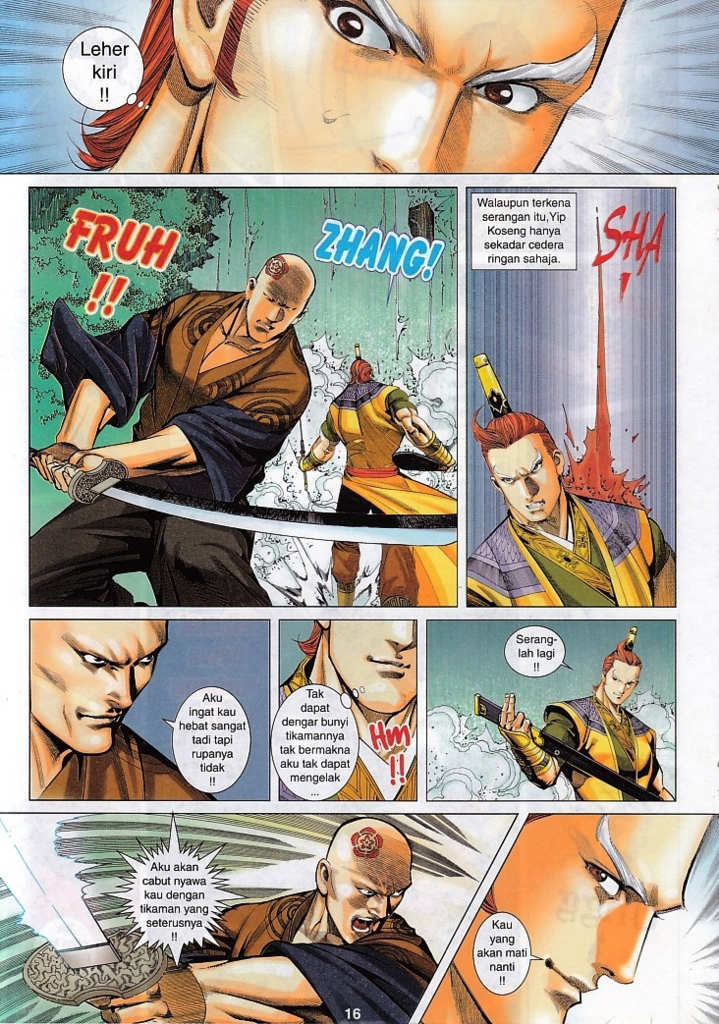 Leher
kiri
!!
FRUH
!!
ZHANG!
Walaupun terkena
serangan itu,Yip
Koseng hanya
sekadar cedera
ringan sahaja.
SHA
!
Aku
ingat kau
hebat sangat
tadi tapi
rupanya
tidak
!!
Tak
dapat
dengar bunyi
tikamannya
tak bermakna
aku tak dapat
mengelak
...
Hm
!!
Serang-
lah lagi
!!
Aku akan
cabut nyawa
kau dengan
tikaman yang
seterusnya
!!
Kau
yang
akan mati
nanti
!!
16